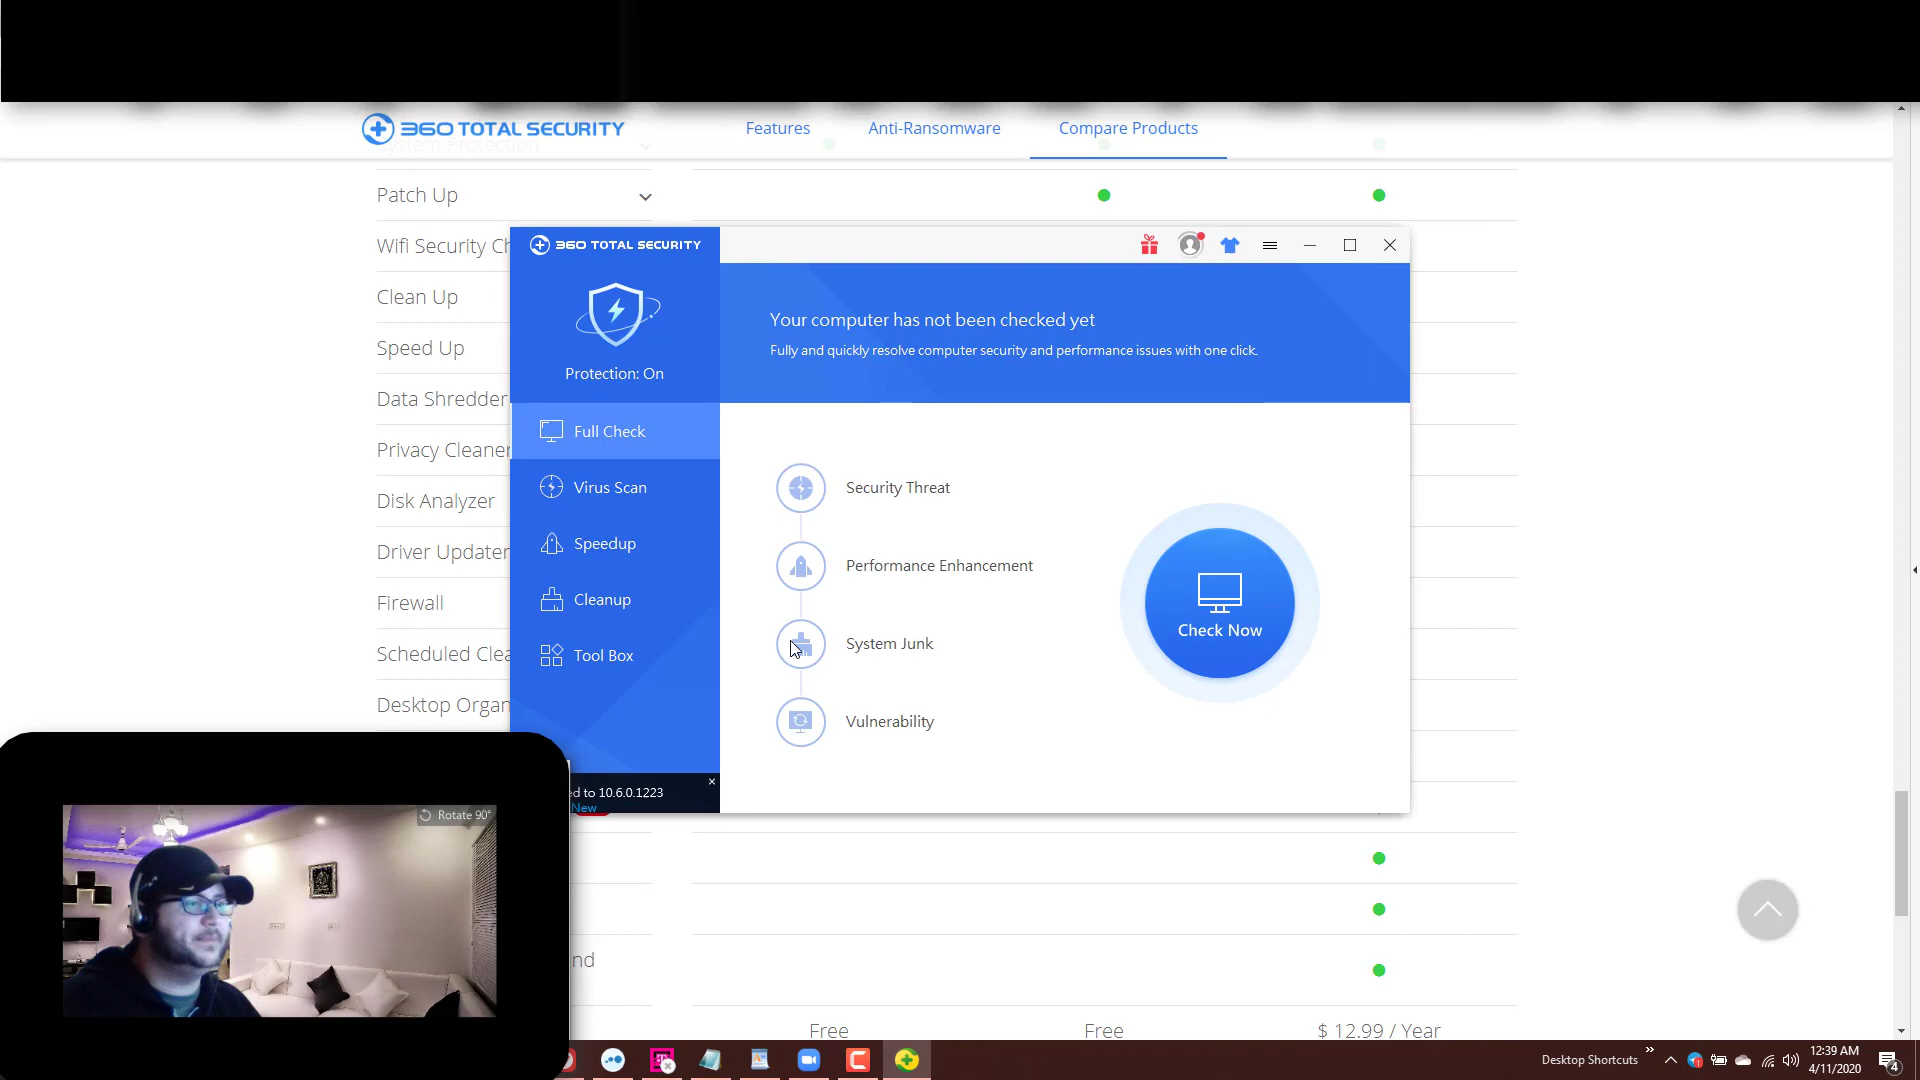 360 TOTAL SECURITY
Features
Anti-Ransomware
Compare Products
System Protection
Patch Up
Wifi Security Ch
Clean Up
Speed Up
Data Shredder
Privacy Cleaner
Disk Analyzer
Driver Updater
Firewall
Scheduled Clea
Desktop Organ
360 TOTAL SECURITY
Protection: On
Full Check
Virus Scan
Speedup
Cleanup
Tool Box
ed to 10.6.0.1223
New
Your computer has not been checked yet
Fully and quickly resolve computer security and performance issues with one click.
Security Threat
Performance Enhancement
System Junk
Vulnerability
Check Now
Rotate 90°
nd
Free
Free
$ 12.99 / Year
Desktop Shortcuts
12:39 AM
4/11/2020
4